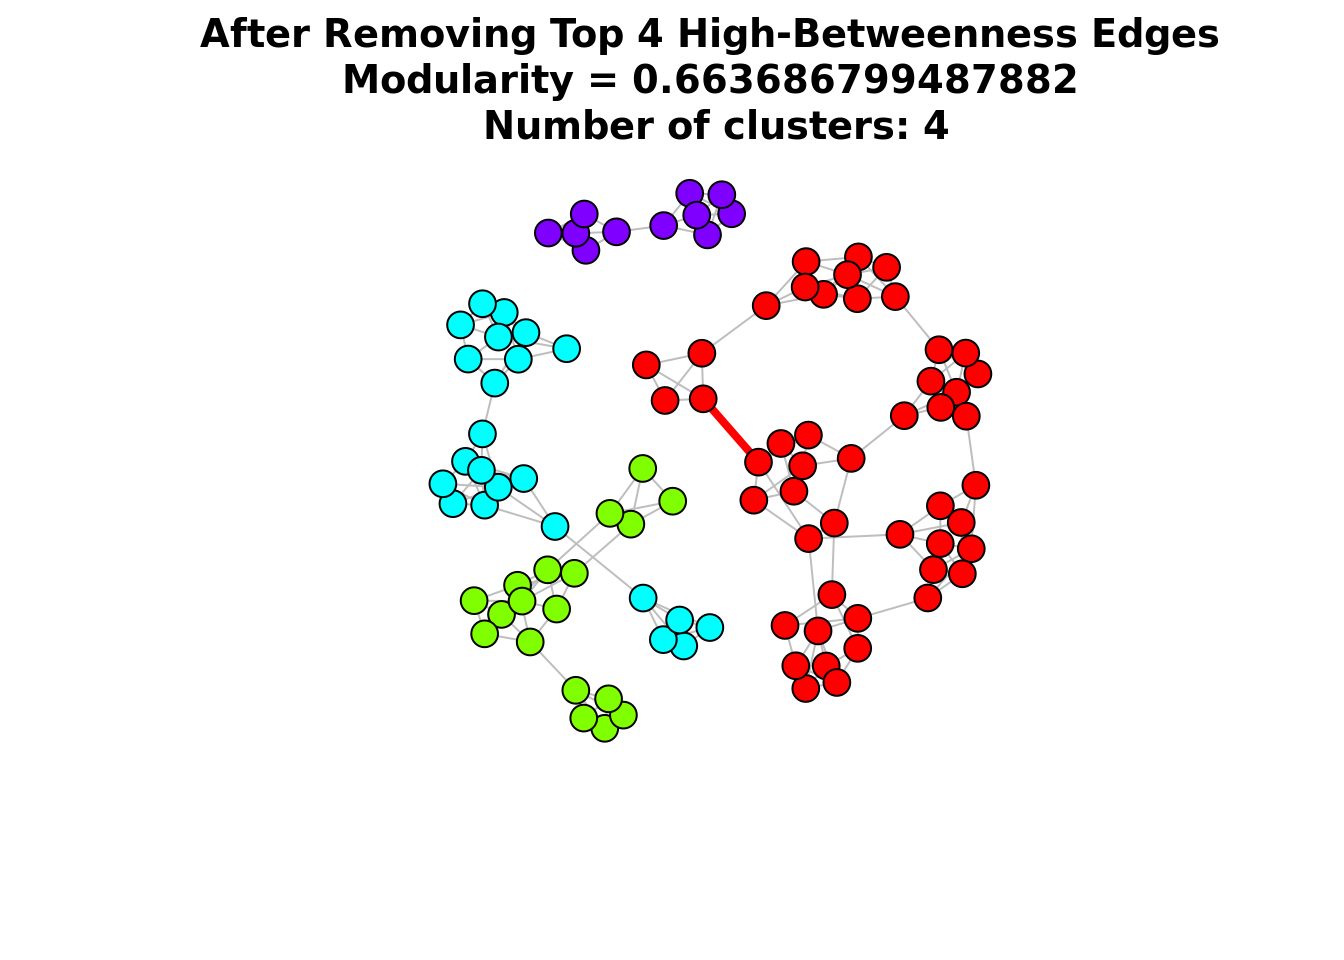 After Removing Top 4 High-Betweenness Edges
Modularity = 0.663686799487882
Number of clusters: 4